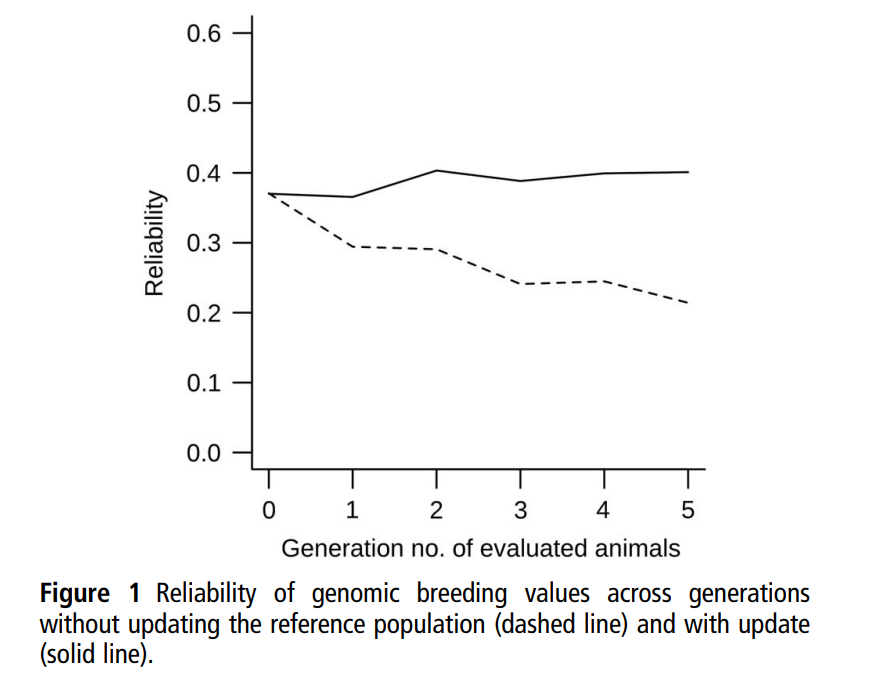 0.6
0.5
0.4
0.3
0.2
0.1
0.0
Reliability
0 1 2 3 4 5
Generation no. of evaluated animals
Figure 1 Reliability of genomic breeding values across generations
without updating the reference population (dashed line) and with update
(solid line).